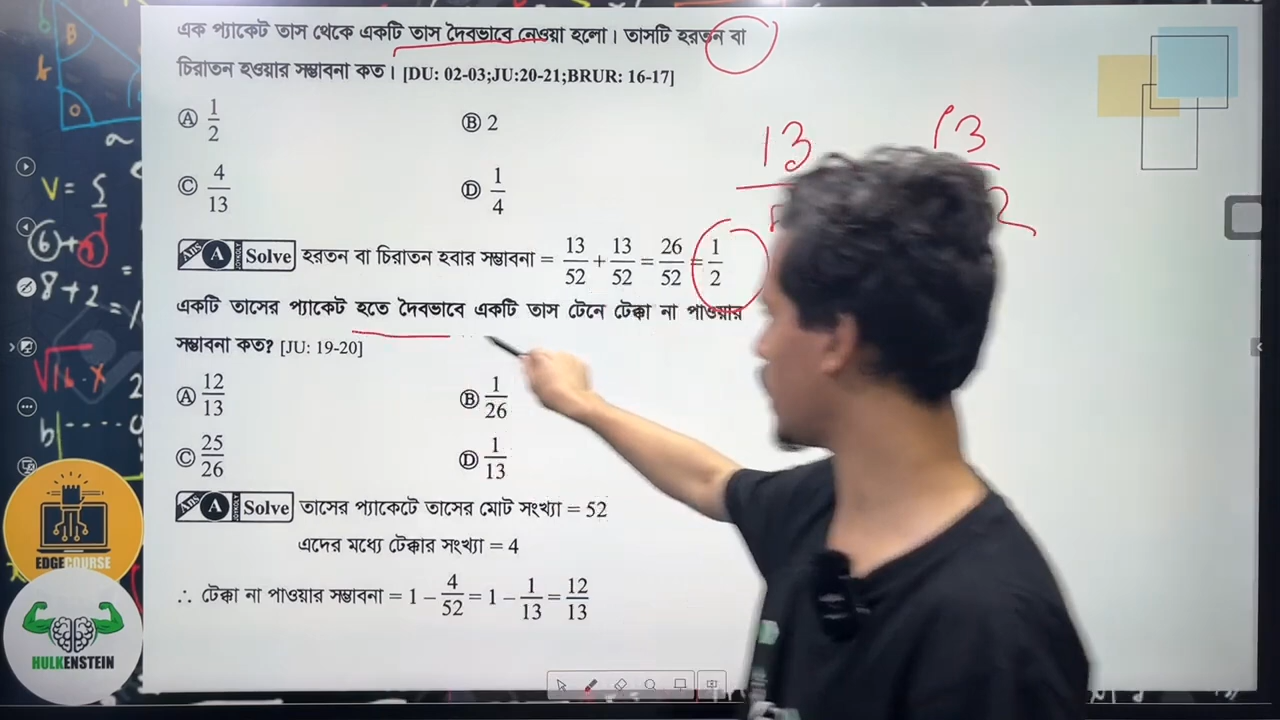 এক প্যাকেট তাস থেকে একটি তাস দৈবভাবে নেওয়া হলো। তাসটি হরতন বা
চিরাতন হওয়ার সম্ভাবনা কত। [DU: 02-03;JU:20-21;BRUR: 16-17]
Ⓐ 1/2 Ⓑ 2
Ⓒ 4/13 Ⓓ 1/4
Ans A Solve হরতন বা চিরাতন হবার সম্ভাবনা = 13/52 + 13/52 = 26/52 = 1/2
13 13
একটি তাসের প্যাকেট হতে দৈবভাবে একটি তাস টেনে টেক্কা না পাওয়ার
সম্ভাবনা কত? [JU: 19-20]
Ⓐ 12/13 Ⓑ 1/26
Ⓒ 25/26 Ⓓ 1/13
Ans A Solve তাসের প্যাকেটে তাসের মোট সংখ্যা = 52
এদের মধ্যে টেক্কার সংখ্যা = 4
∴ টেক্কা না পাওয়ার সম্ভাবনা = 1 − 4/52 = 1 − 1/13 = 12/13
EDGECOURSE
HULKENSTEIN